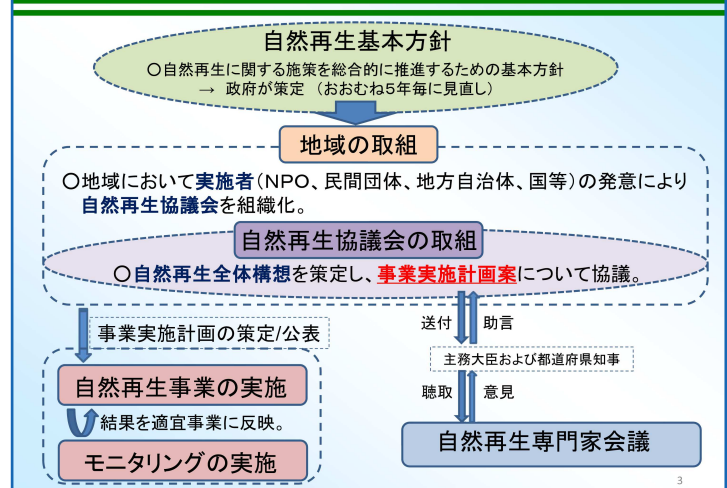 自然再生基本方針
〇自然再生に関する施策を総合的に推進するための基本方針
→ 政府が策定 （おおむね5年毎に見直し）
地域の取組
〇地域において実施者（NPO、民間団体、地方自治体、国等）の発意により
自然再生協議会を組織化。
自然再生協議会の取組
〇自然再生全体構想を策定し、事業実施計画案について協議。
事業実施計画の策定/公表
送付
助言
主務大臣および都道府県知事
自然再生事業の実施
聴取
意見
結果を適宜事業に反映。
自然再生専門家会議
モニタリングの実施
3